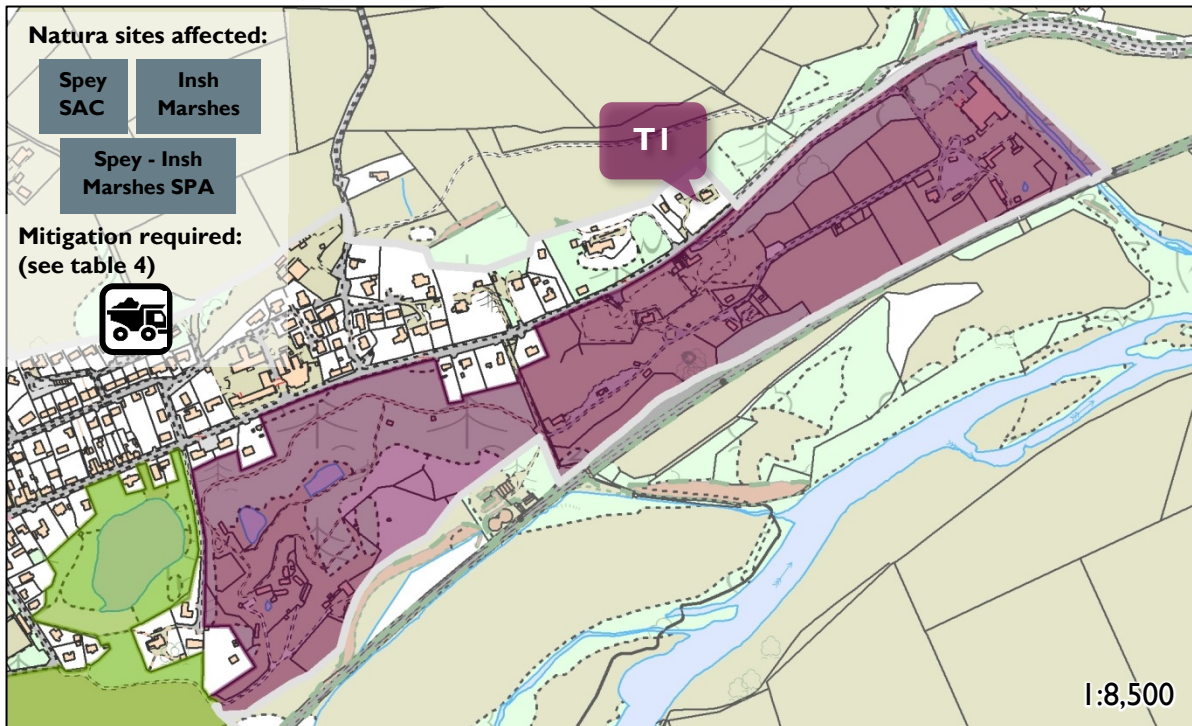 Natura sites affected:
Spey
SAC
Insh
Marshes
Spey - Insh
Marshes SPA
Mitigation required:
(see table 4)
T1
1:8,500